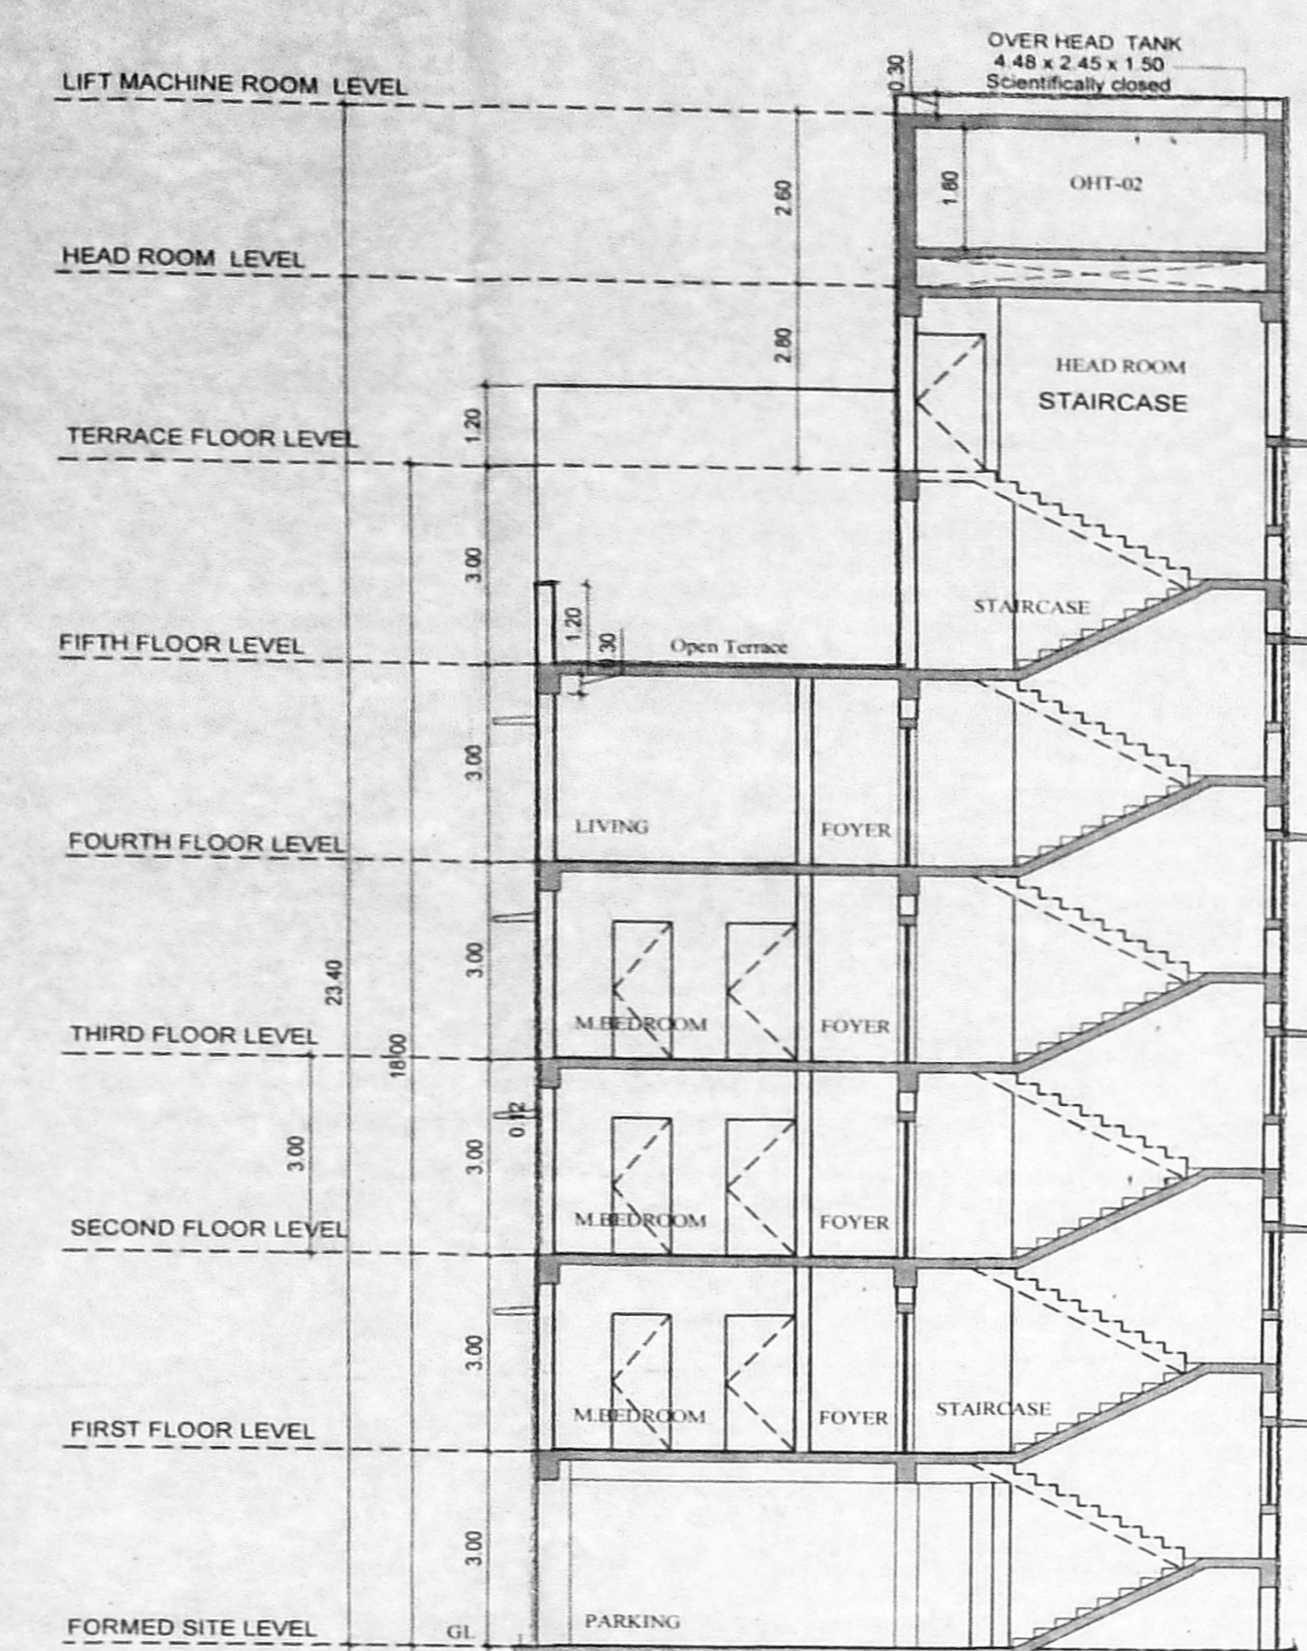 OVER HEAD TANK
4.48 x 2.45 x 1.50
Scientifically closed
0.30
LIFT MACHINE ROOM LEVEL
2.60
1.80
OHT-02
HEAD ROOM LEVEL
2.80
HEAD ROOM
STAIRCASE
1.20
TERRACE FLOOR LEVEL
3.00
STAIRCASE
1.20
0.30
Open Terrace
FIFTH FLOOR LEVEL
3.00
LIVING
FOYER
FOURTH FLOOR LEVEL
3.00
23.40
M.BEDROOM
FOYER
THIRD FLOOR LEVEL
18.00
0.12
3.00
3.00
M.BEDROOM
FOYER
SECOND FLOOR LEVEL
3.00
M.BEDROOM
FOYER
STAIRCASE
FIRST FLOOR LEVEL
3.00
PARKING
FORMED SITE LEVEL
GL